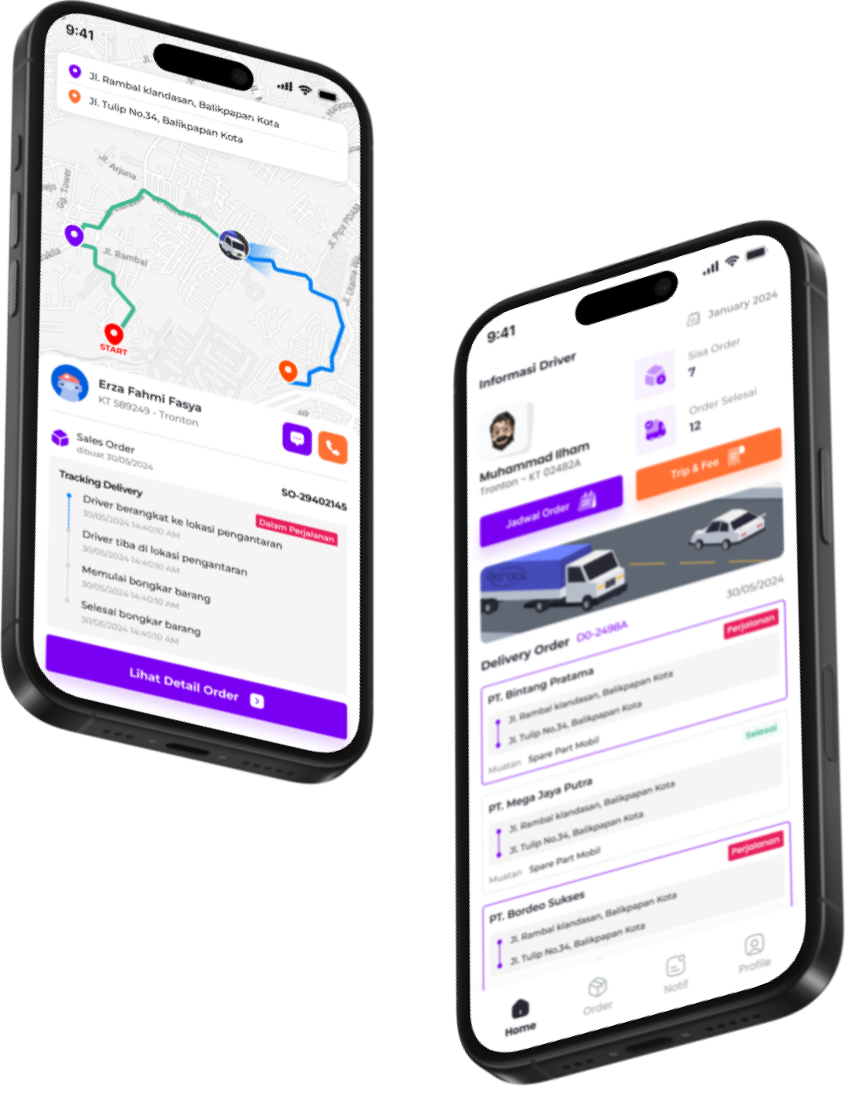 9:41
Jl. Rambai klandasan, Balikpapan Kota
Jl. Tulip No.34, Balikpapan Kota
Jl. Arjuna
Gg. Tower
Jl. Rambai
START
Erza Fahmi Fasya
KT 589249 - Tronton
Sales Order
dibuat 30/05/2024
SO-29402145
Tracking Delivery
Dalam Perjalanan
Driver berangkat ke lokasi pengantaran
30/05/2024 14:40:10 AM
Driver tiba di lokasi pengantaran
30/05/2024 14:40:10 AM
Memulai bongkar barang
30/05/2024 14:40:10 AM
Selesai bongkar barang
30/05/2024 14:40:10 AM
Lihat Detail Order
9:41
January 2024
Informasi Driver
Sisa Order
7
Order Selesai
12
Muhammad Ilham
Tronton - KT 02482A
Jadwal Order
Trip & Fee
30/05/2024
Delivery Order D0-2498A
Perjalanan
PT. Bintang Pratama
Jl. Rambai klandasan, Balikpapan Kota
Jl. Tulip No.34, Balikpapan Kota
Muatan Spare Part Mobil
Selesai
PT. Mega Jaya Putra
Jl. Rambai klandasan, Balikpapan Kota
Jl. Tulip No.34, Balikpapan Kota
Muatan Spare Part Mobil
Perjalanan
PT. Bordeo Sukses
Jl. Rambai klandasan, Balikpapan Kota
Jl. Tulip No.34, Balikpapan Kota
Home
Order
Notif
Profile